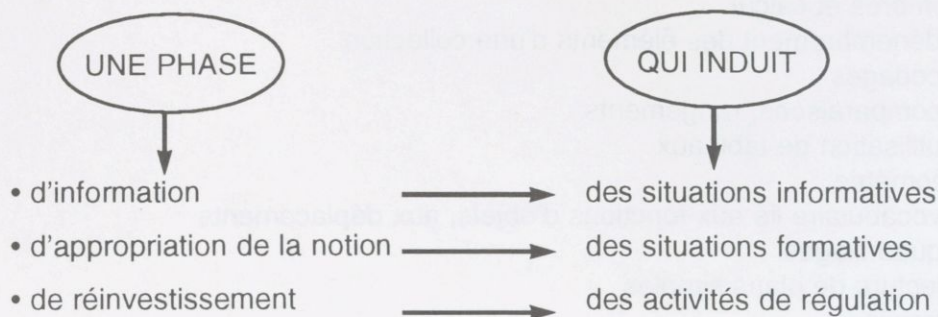 UNE PHASE QUI INDUIT
• d'information des situations informatives
• d'appropriation de la notion des situations formatives
• de réinvestissement des activités de régulation